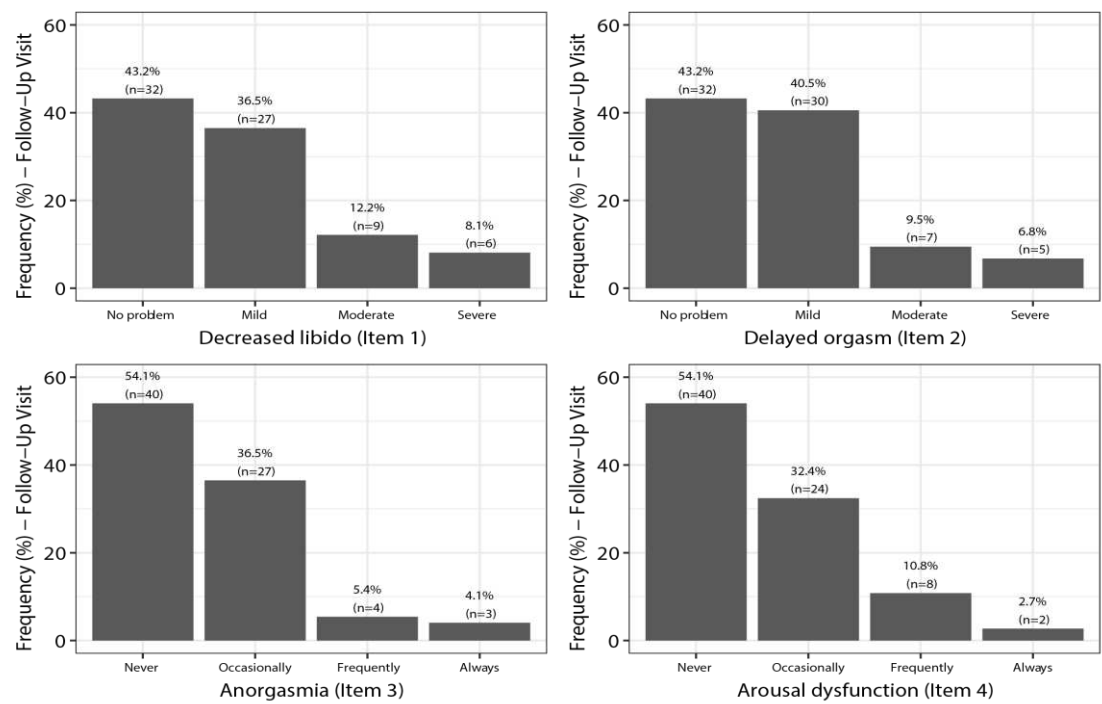 Frequency (%) – Follow–Up Visit
60
40
20
0
43.2%
(n=32)
36.5%
(n=27)
12.2%
(n=9)
8.1%
(n=6)
No problem
Mild
Moderate
Severe
Decreased libido (Item 1)
Frequency (%) – Follow–Up Visit
60
40
20
0
43.2%
(n=32)
40.5%
(n=30)
9.5%
(n=7)
6.8%
(n=5)
No problem
Mild
Moderate
Severe
Delayed orgasm (Item 2)
Frequency (%) – Follow–Up Visit
60
40
20
0
54.1%
(n=40)
36.5%
(n=27)
5.4%
(n=4)
4.1%
(n=3)
Never
Occasionally
Frequently
Always
Anorgasmia (Item 3)
Frequency (%) – Follow–Up Visit
60
40
20
0
54.1%
(n=40)
32.4%
(n=24)
10.8%
(n=8)
2.7%
(n=2)
Never
Occasionally
Frequently
Always
Arousal dysfunction (Item 4)